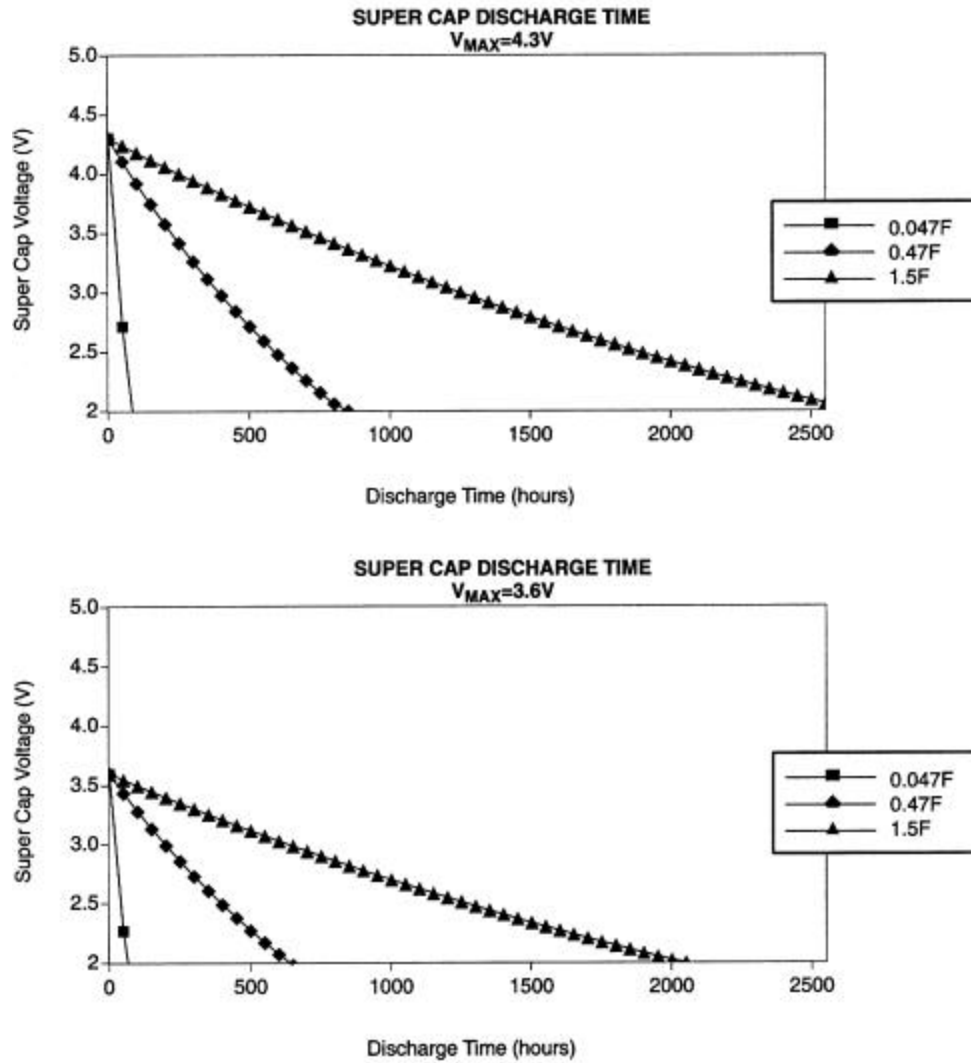 SUPER CAP DISCHARGE TIME
VMAX=4.3V
Super Cap Voltage (V)
5.0
4.5
4.0
3.5
3.0
2.5
2
0 500 1000 1500 2000 2500
Discharge Time (hours)
0.047F
0.47F
1.5F
SUPER CAP DISCHARGE TIME
VMAX=3.6V
Super Cap Voltage (V)
5.0
4.5
4.0
3.5
3.0
2.5
2
0 500 1000 1500 2000 2500
Discharge Time (hours)
0.047F
0.47F
1.5F